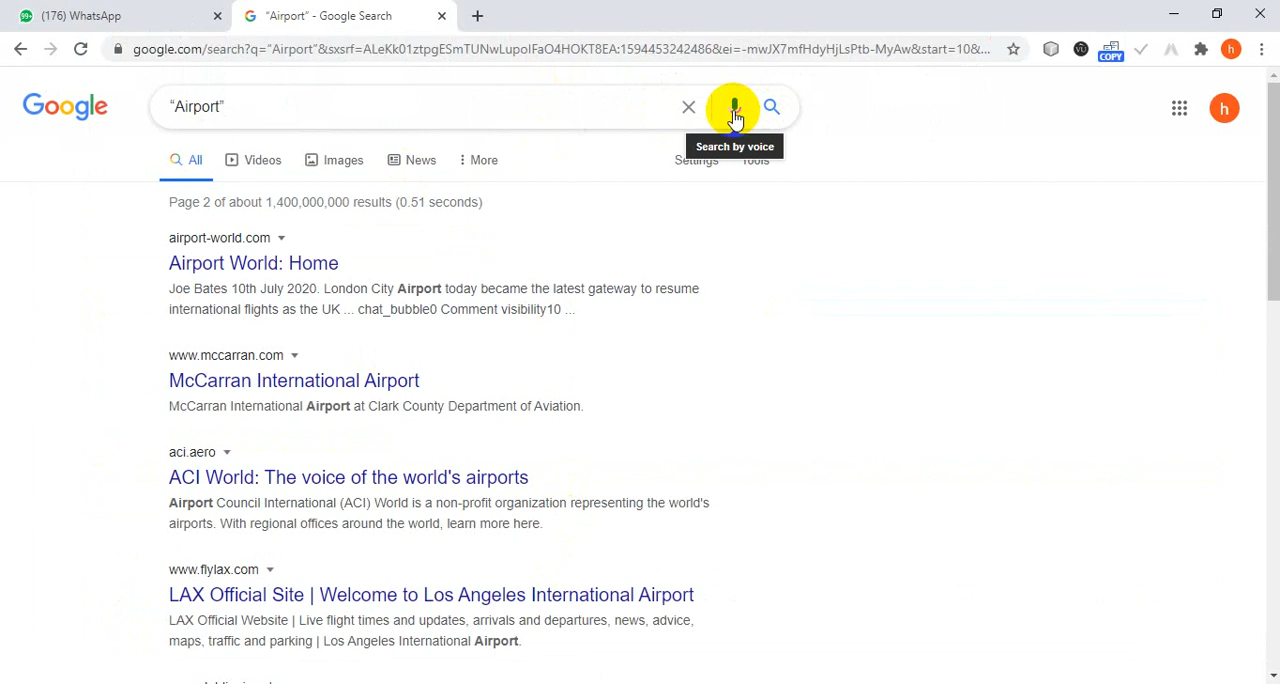 99+ (176) WhatsApp
"Airport" - Google Search
google.com/search?q="Airport"&sxsrf=ALeKk01ztpgESmTUNwLupoIFaO4HOKT8EA:1594453242486&ei=-mwJX7mfHdyHjLsPtb-MyAw&start=10&...
VU
COPY
h
Google
“Airport”
h
Search by voice
All
Videos
Images
News
More
Settings
Tools
Page 2 of about 1,400,000,000 results (0.51 seconds)
airport-world.com
Airport World: Home
Joe Bates 10th July 2020. London City Airport today became the latest gateway to resume
international flights as the UK ... chat_bubble0 Comment visibility10 ...
www.mccarran.com
McCarran International Airport
McCarran International Airport at Clark County Department of Aviation.
aci.aero
ACI World: The voice of the world's airports
Airport Council International (ACI) World is a non-profit organization representing the world's
airports. With regional offices around the world, learn more here.
www.flylax.com
LAX Official Site | Welcome to Los Angeles International Airport
LAX Official Website | Live flight times and updates, arrivals and departures, news, advice,
maps, traffic and parking | Los Angeles International Airport.